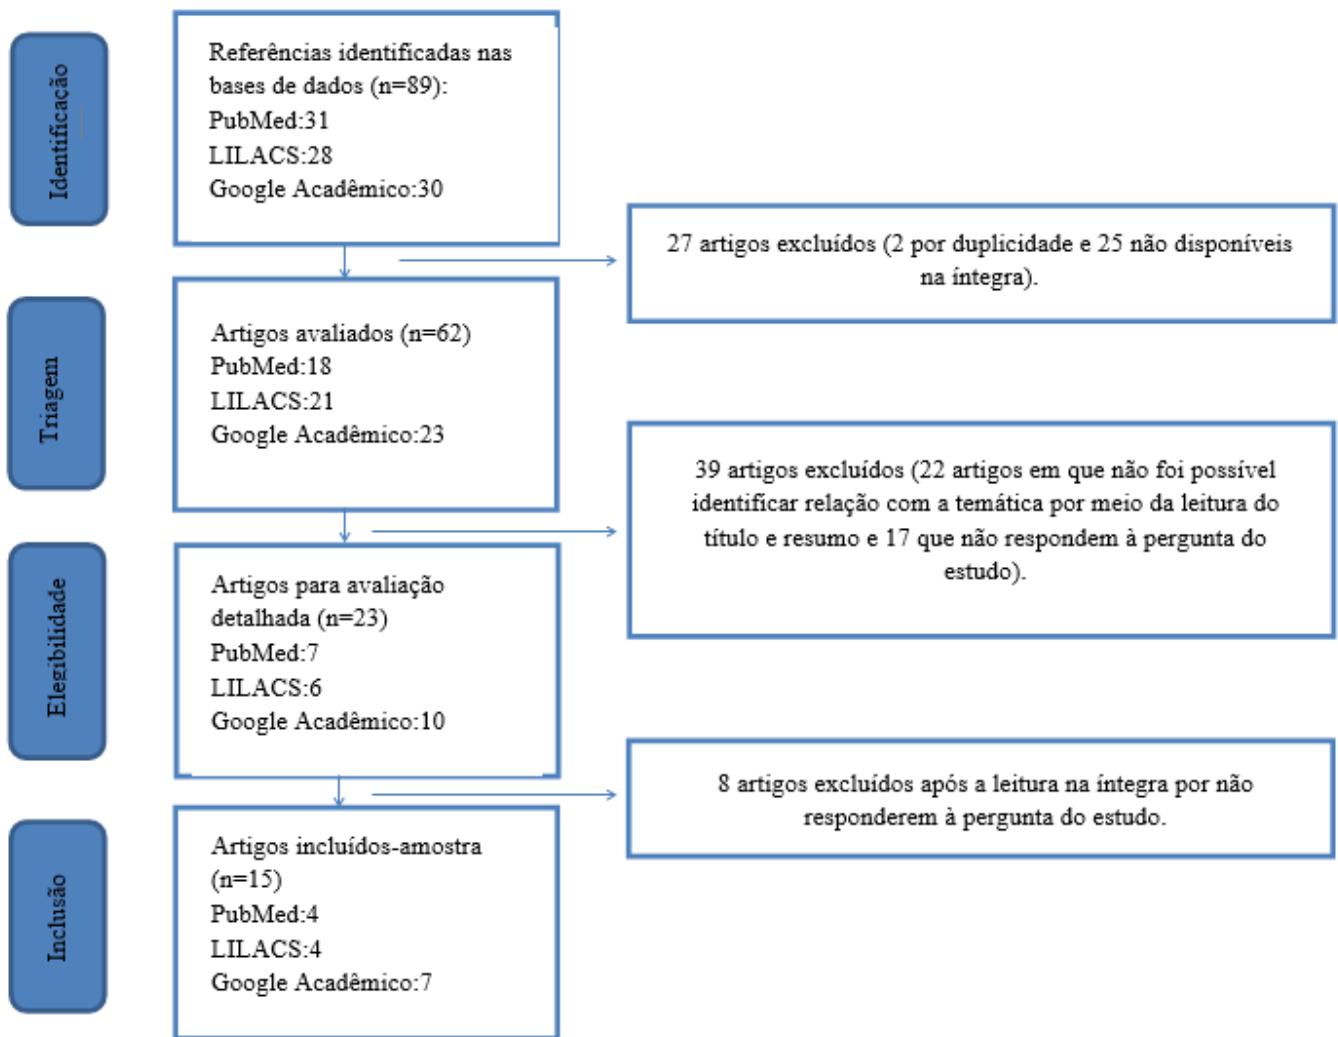 Identificação
Referências identificadas nas
bases de dados (n=89):
PubMed:31
LILACS:28
Google Acadêmico:30
27 artigos excluídos (2 por duplicidade e 25 não disponíveis
na íntegra).
Triagem
Artigos avaliados (n=62)
PubMed:18
LILACS:21
Google Acadêmico:23
39 artigos excluídos (22 artigos em que não foi possível
identificar relação com a temática por meio da leitura do
título e resumo e 17 que não respondem à pergunta do
estudo).
Elegibilidade
Artigos para avaliação
detalhada (n=23)
PubMed:7
LILACS:6
Google Acadêmico:10
8 artigos excluídos após a leitura na íntegra por não
responderem à pergunta do estudo.
Inclusão
Artigos incluídos-amostra
(n=15)
PubMed:4
LILACS:4
Google Acadêmico:7